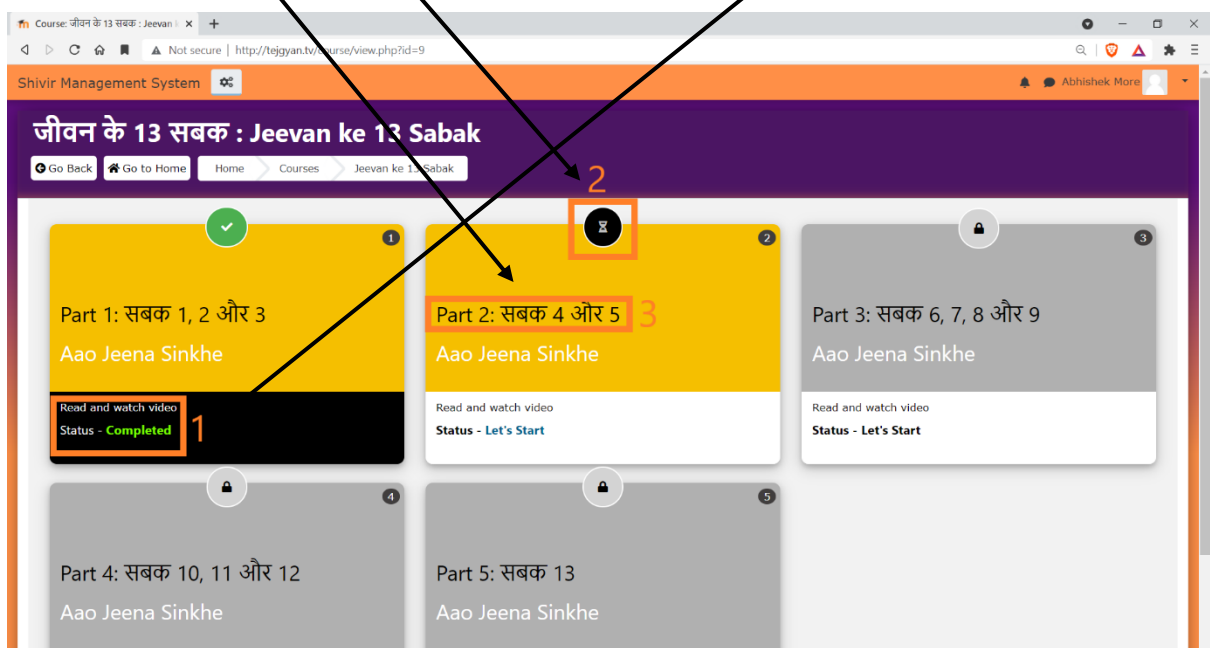 Course: जीवन के 13 सबक : Jeevan
Not secure | http://tejgyan.tv/course/view.php?id=9
Shivir Management System
Abhishek More
जीवन के 13 सबक : Jeevan ke 13 Sabak
Go Back Go to Home Home Courses Jeevan ke 13 Sabak
2
1
Part 1: सबक 1, 2 और 3
Aao Jeena Sinkhe
Read and watch video
Status - Completed
1
2
Part 2: सबक 4 और 5
3
Aao Jeena Sinkhe
Read and watch video
Status - Let's Start
3
Part 3: सबक 6, 7, 8 और 9
Aao Jeena Sinkhe
Read and watch video
Status - Let's Start
4
Part 4: सबक 10, 11 और 12
Aao Jeena Sinkhe
5
Part 5: सबक 13
Aao Jeena Sinkhe